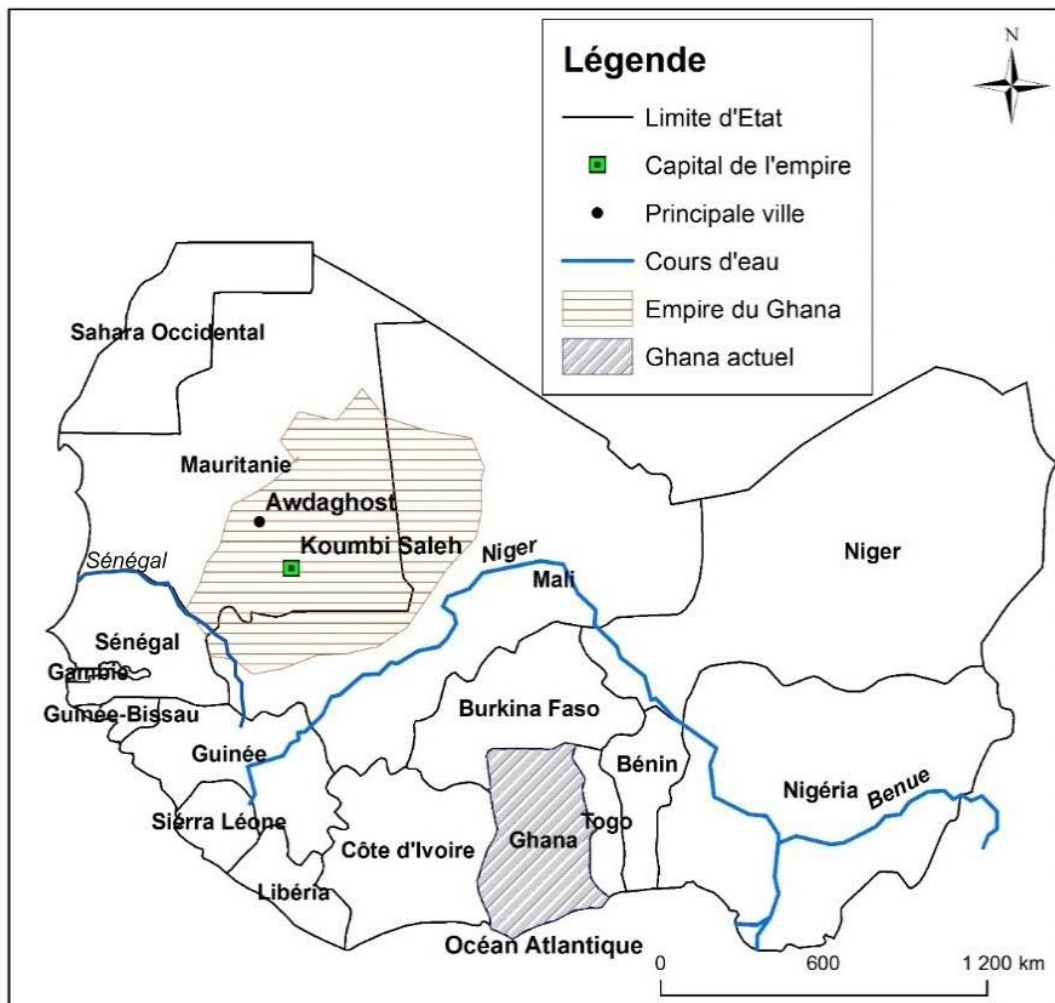 N
Légende
Limite d'Etat
Capital de l'empire
Principale ville
Cours d'eau
Empire du Ghana
Ghana actuel
Sahara Occidental
Mauritanie
Awdaghost
Koumbi Saleh
Sénégal
Niger
Mali
Niger
Sénégal
Gambie
Guinée-Bissau
Guinée
Burkina Faso
Bénin
Nigéria
Benue
Siérra Léone
Côte d'Ivoire
Ghana
Togo
Libéria
Océan Atlantique
0 600 1 200 km